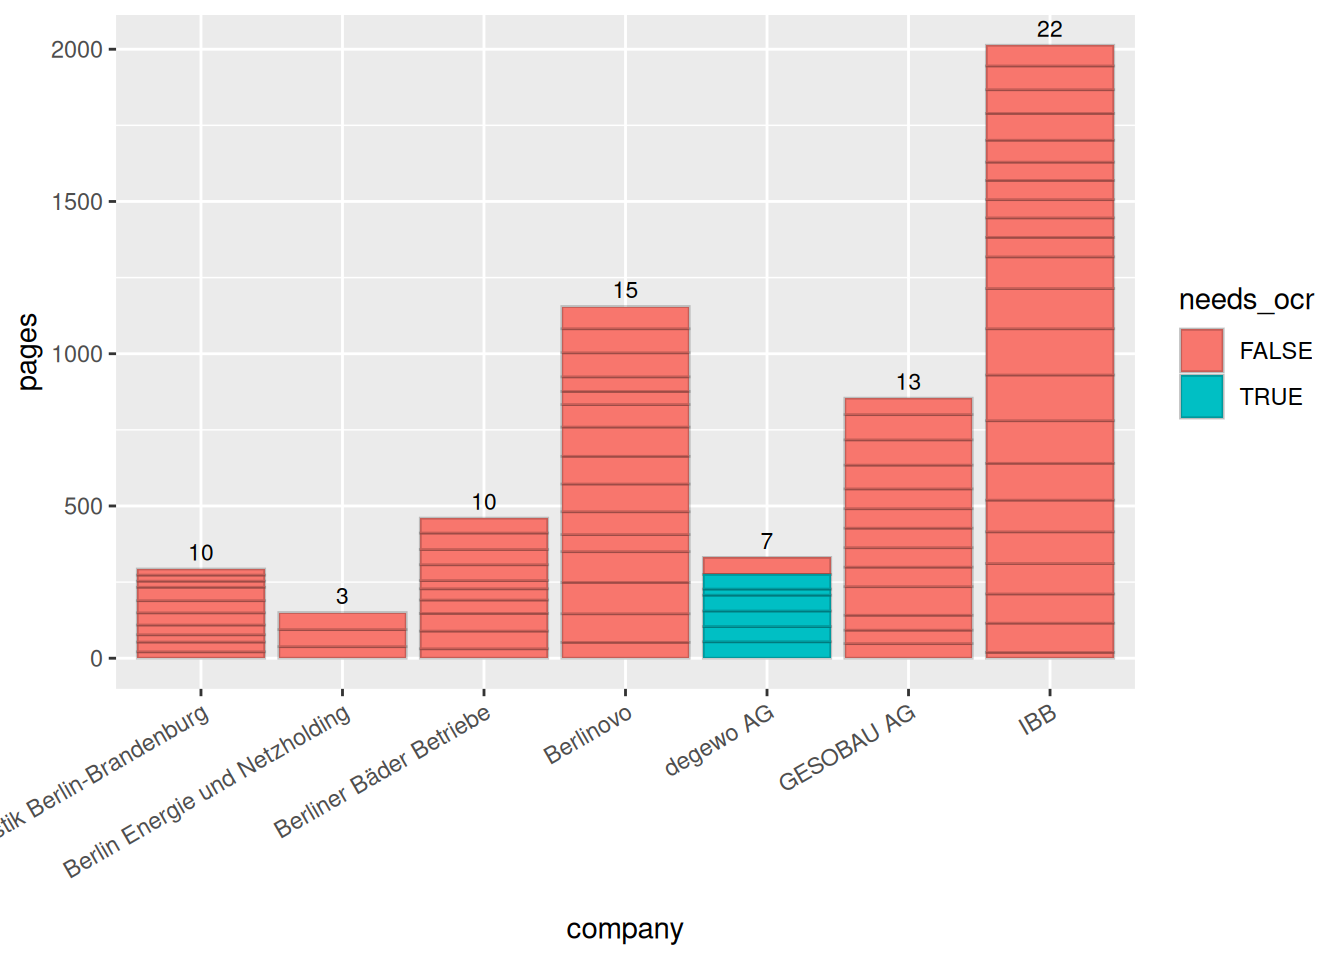 22
2000
1500
15
needs_ocr
FALSE
TRUE
pages
1000
13
7
500
10
10
3
0
Berlin-Brandenburg
Berlin Energie und Netzholding
Berliner Bäder Betriebe
Berlinovo
degewo AG
GESOBAU AG
IBB
company